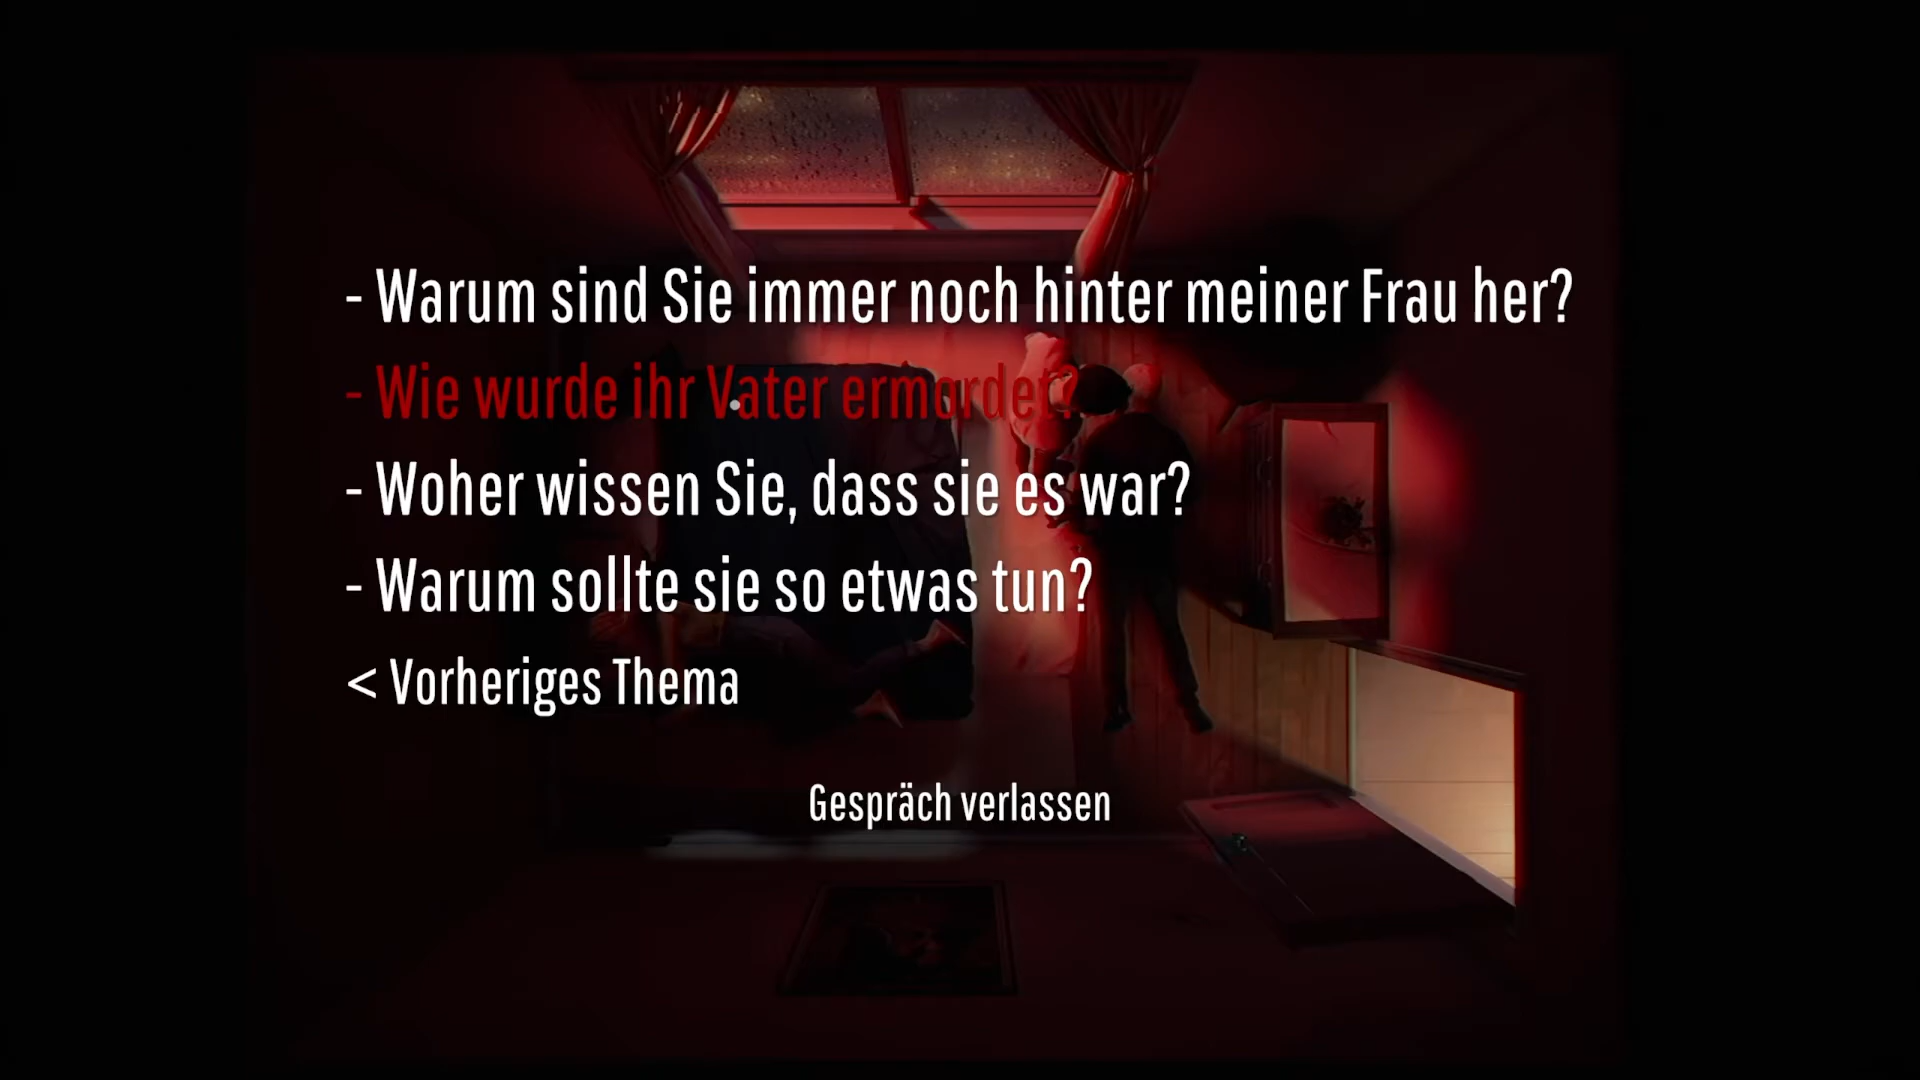 - Warum sind Sie immer noch hinter meiner Frau her?
- Wie wurde ihr Vater ermordet?
- Woher wissen Sie, dass sie es war?
- Warum sollte sie so etwas tun?
< Vorheriges Thema
Gespräch verlassen